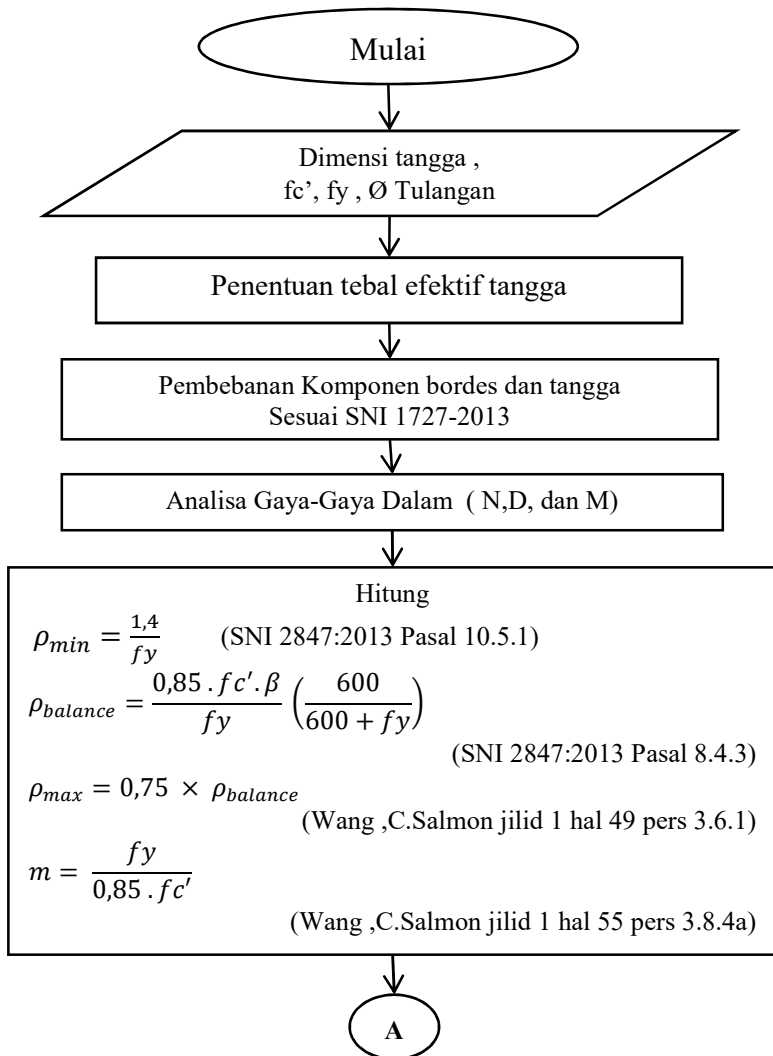 Mulai
Dimensi tangga ,
fc’, fy , Ø Tulangan
Penentuan tebal efektif tangga
Pembebanan Komponen bordes dan tangga
Sesuai SNI 1727-2013
Analisa Gaya-Gaya Dalam ( N,D, dan M)
Hitung
ρmin = 1,4/fy (SNI 2847:2013 Pasal 10.5.1)
ρbalance = 0,85 . fc′. β/fy (600/600 + fy)
(SNI 2847:2013 Pasal 8.4.3)
ρmax = 0,75 × ρbalance
(Wang ,C.Salmon jilid 1 hal 49 pers 3.6.1)
m = fy/0,85 . fc′
(Wang ,C.Salmon jilid 1 hal 55 pers 3.8.4a)
A